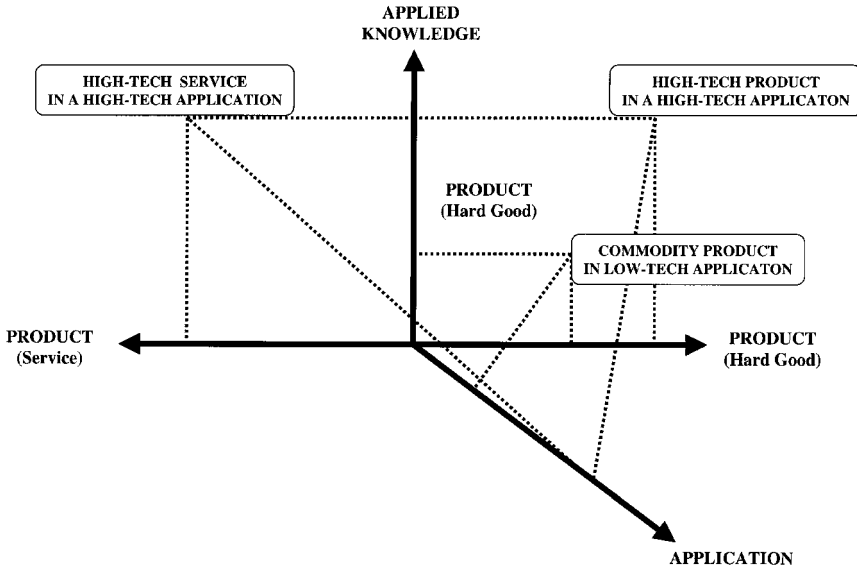 APPLIED
KNOWLEDGE
HIGH-TECH SERVICE
IN A HIGH-TECH APPLICATION
HIGH-TECH PRODUCT
IN A HIGH-TECH APPLICATON
PRODUCT
(Hard Good)
COMMODITY PRODUCT
IN LOW-TECH APPLICATON
PRODUCT
(Service)
PRODUCT
(Hard Good)
APPLICATION